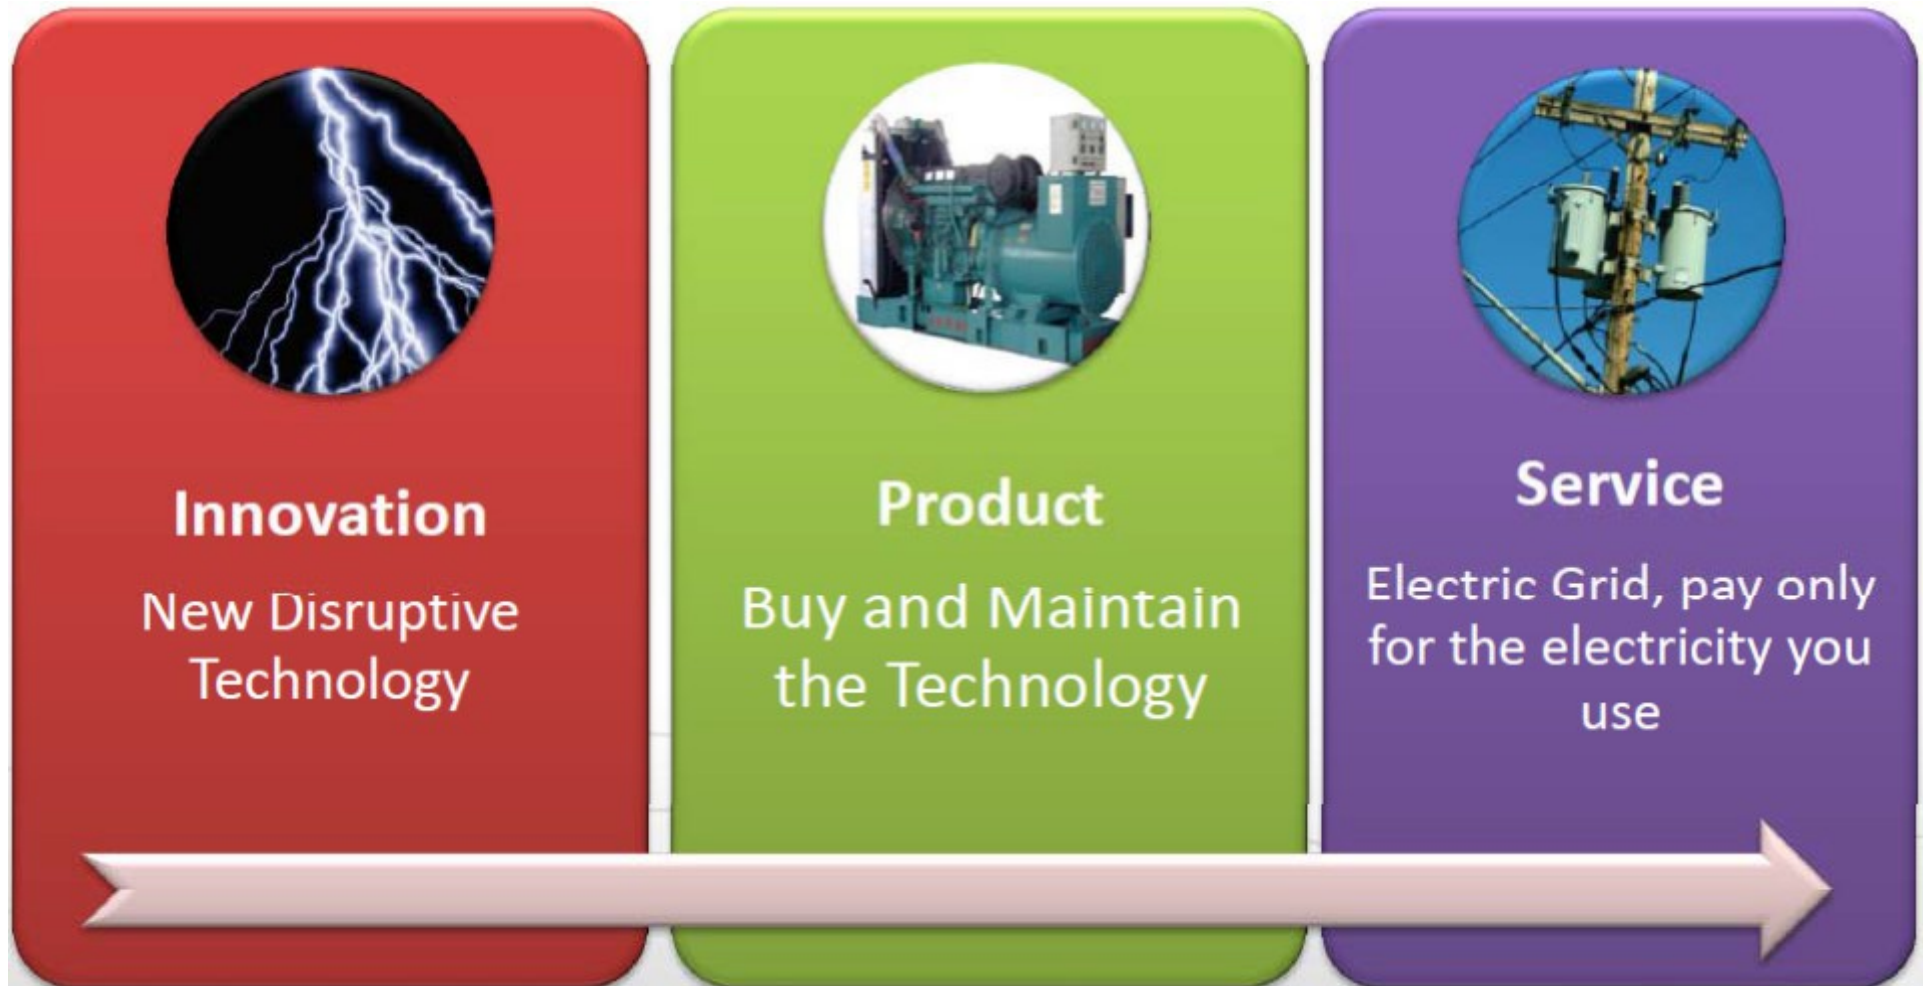 Innovation
New Disruptive
Technology
Product
Buy and Maintain
the Technology
Service
Electric Grid, pay only
for the electricity you
use